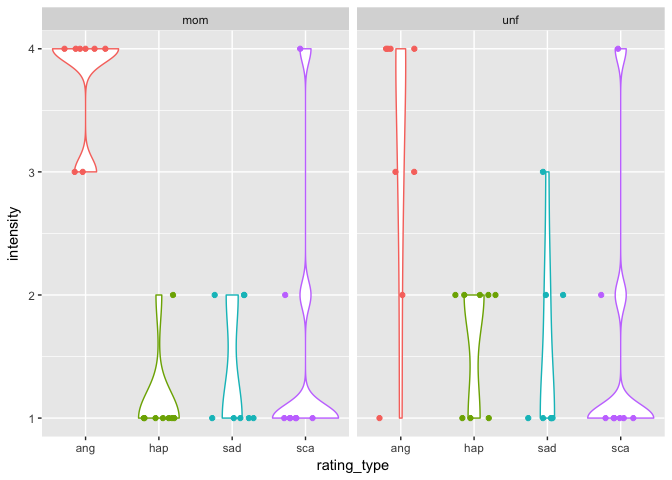 mom unf
4
3
2
1
intensity
ang hap sad sca ang hap sad sca
rating_type